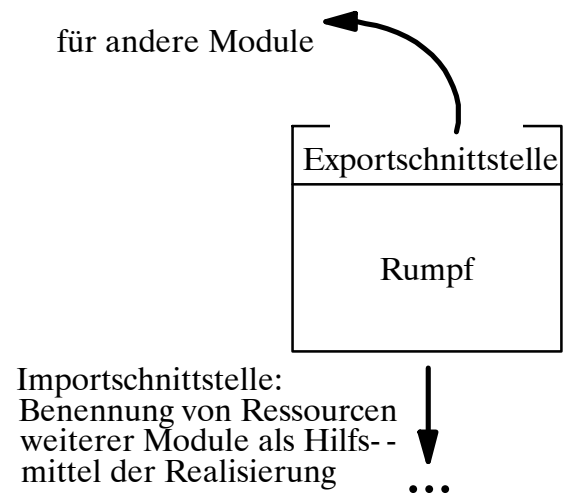 für andere Module
Exportschnittstelle
Rumpf
Importschnittstelle:
Benennung von Ressourcen
weiterer Module als Hilfs- -
mittel der Realisierung
...